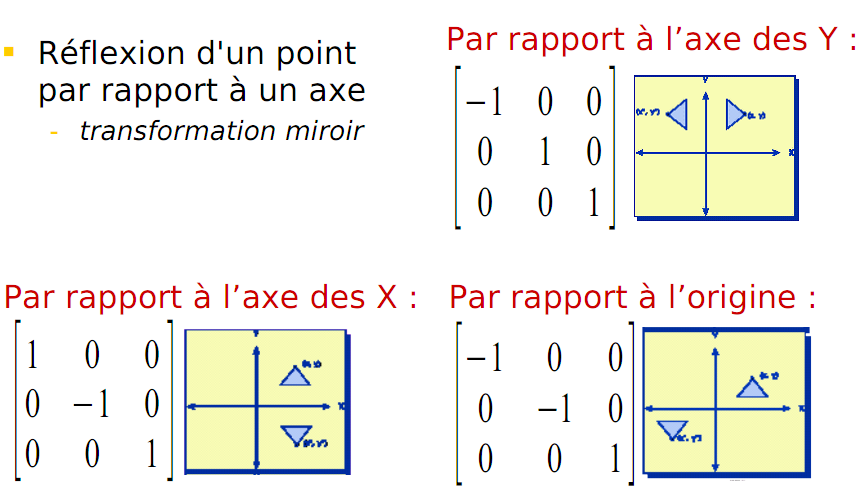 Réflexion d'un point
par rapport à un axe
- transformation miroir
Par rapport à l’axe des Y :
−1 0 0
0 1 0
0 0 1
Par rapport à l’axe des X :
1 0 0
0 −1 0
0 0 1
Par rapport à l’origine :
−1 0 0
0 −1 0
0 0 1